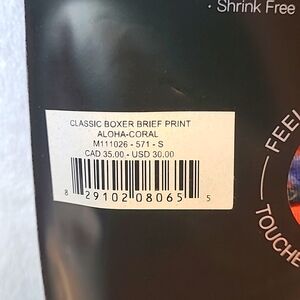 · Shrink Free
CLASSIC BOXER BRIEF PRINT
ALOHA-CORAL
M111026 - 571 - S
CAD 35.00 - USD 30.00
8 29102 08065 5
FEEL
TOUCHE